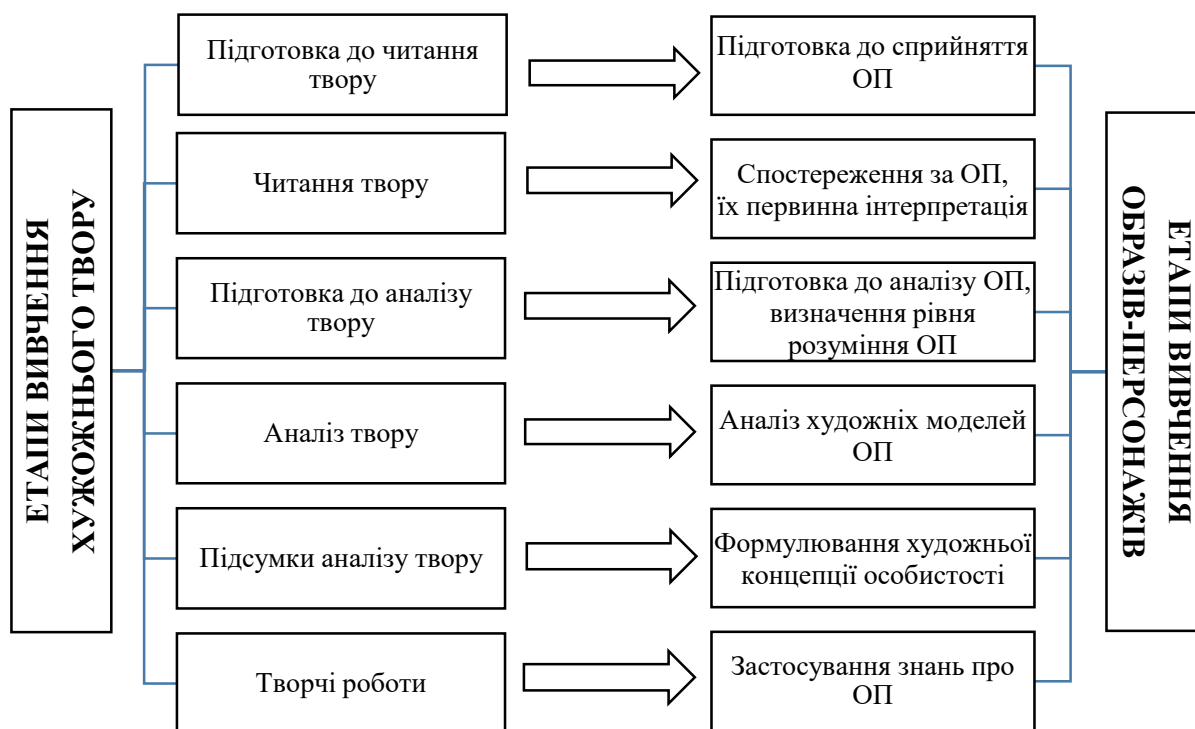 ЕТАПИ ВИВЧЕННЯ
ХУЖОЖНЬОГО ТВОРУ
Підготовка до читання
твору
Підготовка до сприйняття
ОП
Читання твору
Спостереження за ОП,
їх первинна інтерпретація
Підготовка до аналізу
твору
Підготовка до аналізу ОП,
визначення рівня
розуміння ОП
Аналіз твору
Аналіз художніх моделей
ОП
Підсумки аналізу твору
Формулювання художньої
концепції особистості
Творчі роботи
Застосування знань про
ОП
ЕТАПИ ВИВЧЕННЯ
ОБРАЗІВ-ПЕРСОНАЖІВ